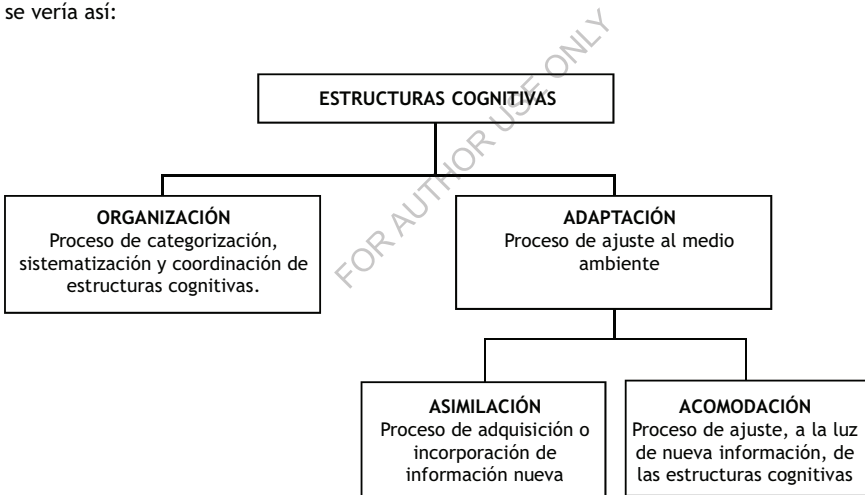 se vería así:
FOR AUTHOR USE ONLY
ESTRUCTURAS COGNITIVAS
ORGANIZACIÓN
Proceso de categorización,
sistematización y coordinación de
estructuras cognitivas.
ADAPTACIÓN
Proceso de ajuste al medio
ambiente
ASIMILACIÓN
Proceso de adquisición o
incorporación de
información nueva
ACOMODACIÓN
Proceso de ajuste, a la luz
de nueva información, de
las estructuras cognitivas